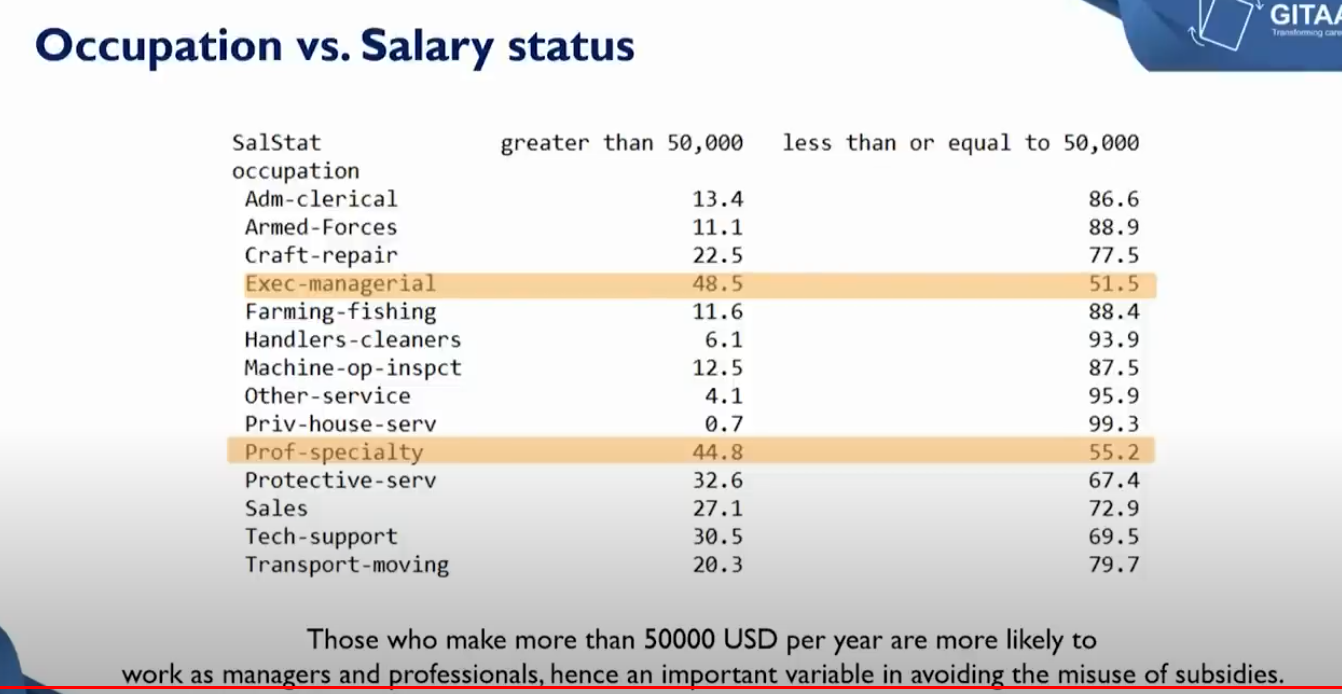 GITAA
Transforming care
Occupation vs. Salary status
SalStat greater than 50,000 less than or equal to 50,000
occupation
Adm-clerical 13.4 86.6
Armed-Forces 11.1 88.9
Craft-repair 22.5 77.5
Exec-managerial 48.5 51.5
Farming-fishing 11.6 88.4
Handlers-cleaners 6.1 93.9
Machine-op-inspct 12.5 87.5
Other-service 4.1 95.9
Priv-house-serv 0.7 99.3
Prof-specialty 44.8 55.2
Protective-serv 32.6 67.4
Sales 27.1 72.9
Tech-support 30.5 69.5
Transport-moving 20.3 79.7
Those who make more than 50000 USD per year are more likely to
work as managers and professionals, hence an important variable in avoiding the misuse of subsidies.